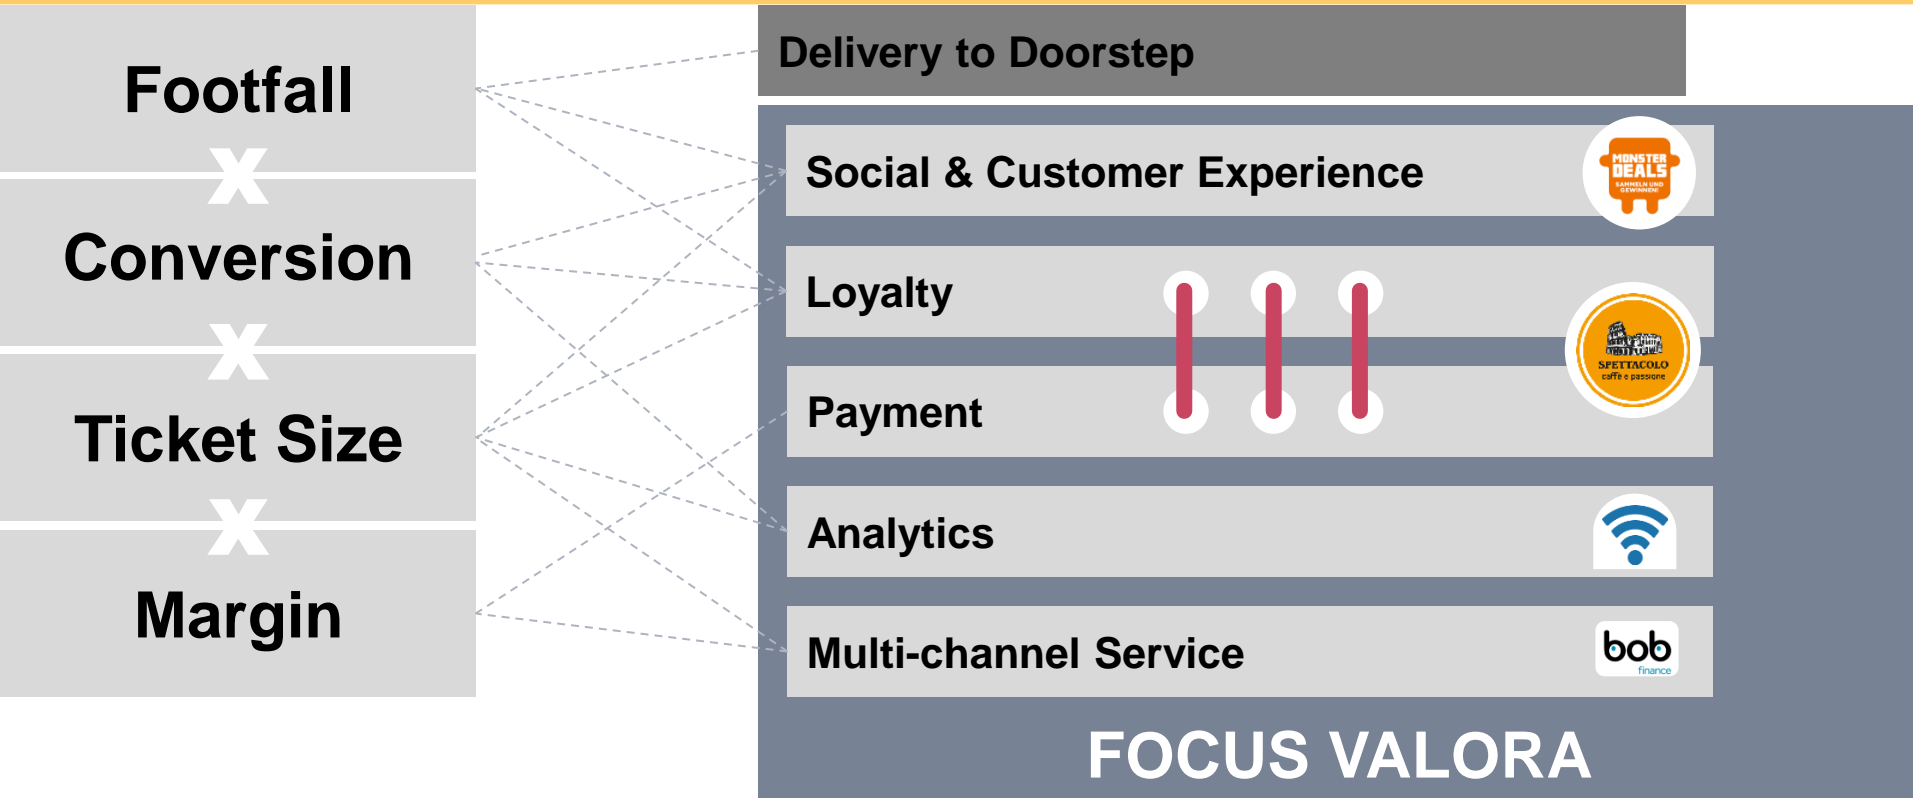 Footfall
x
Conversion
x
Ticket Size
x
Margin
Delivery to Doorstep
Social & Customer Experience
MONSTER
DEALS
SAMMELN UND
GEWINNEN!
Loyalty
SPETTACOLO
caffè e passione
Payment
Analytics
Multi-channel Service
bob
finance
FOCUS VALORA